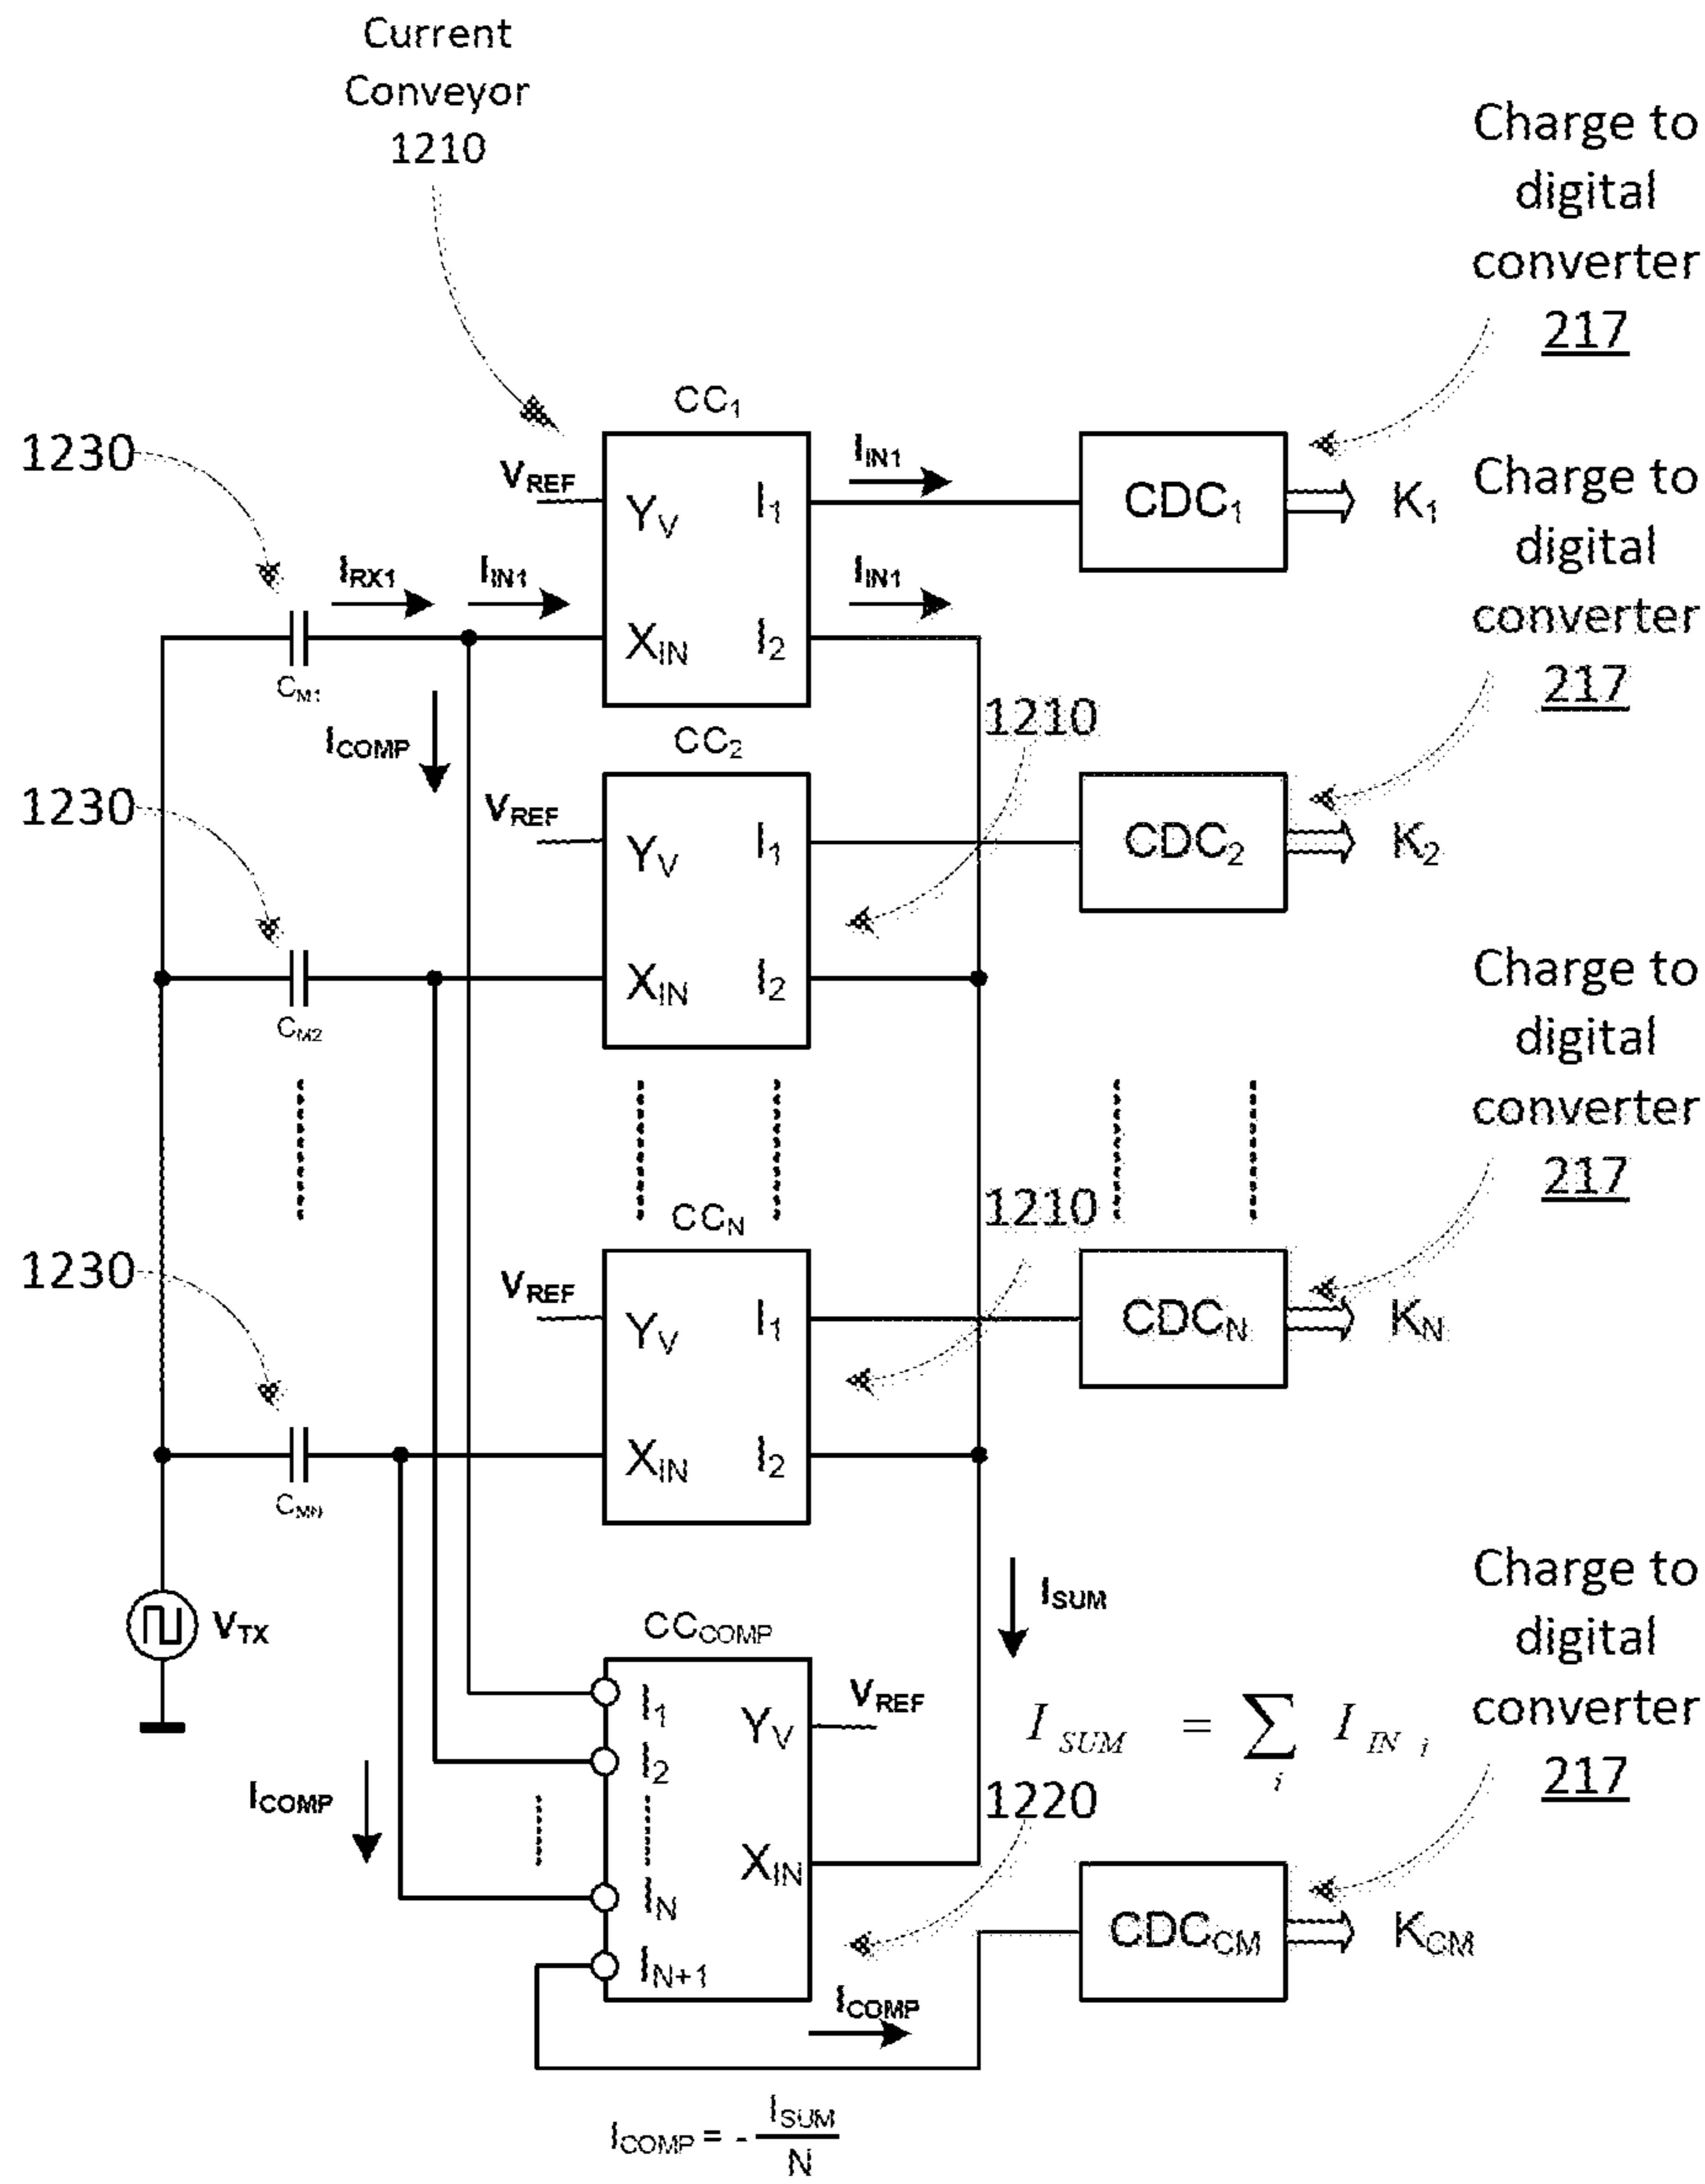 Current
Conveyor
1210
Charge to
digital
converter
217
1230
CC1
VREF
YV
I1
IIN1
CDC1
K1
IRX1
IIN1
XIN
I2
IIN1
CM1
ICOMP
Charge to
digital
converter
217
1210
1230
CC2
VREF
YV
I1
CDC2
K2
XIN
I2
CM2
Charge to
digital
converter
217
1210
1230
CCN
VREF
YV
I1
CDCN
KN
XIN
I2
CMN
VTX
ISUM
Charge to
digital
converter
217
CCCOMP
I1
YV
VREF
I SUM = ∑ i I IN i
I2
ICOMP
1220
XIN
IN
IN+1
CDCCM
KCM
ICOMP
ICOMP = - ISUM / N